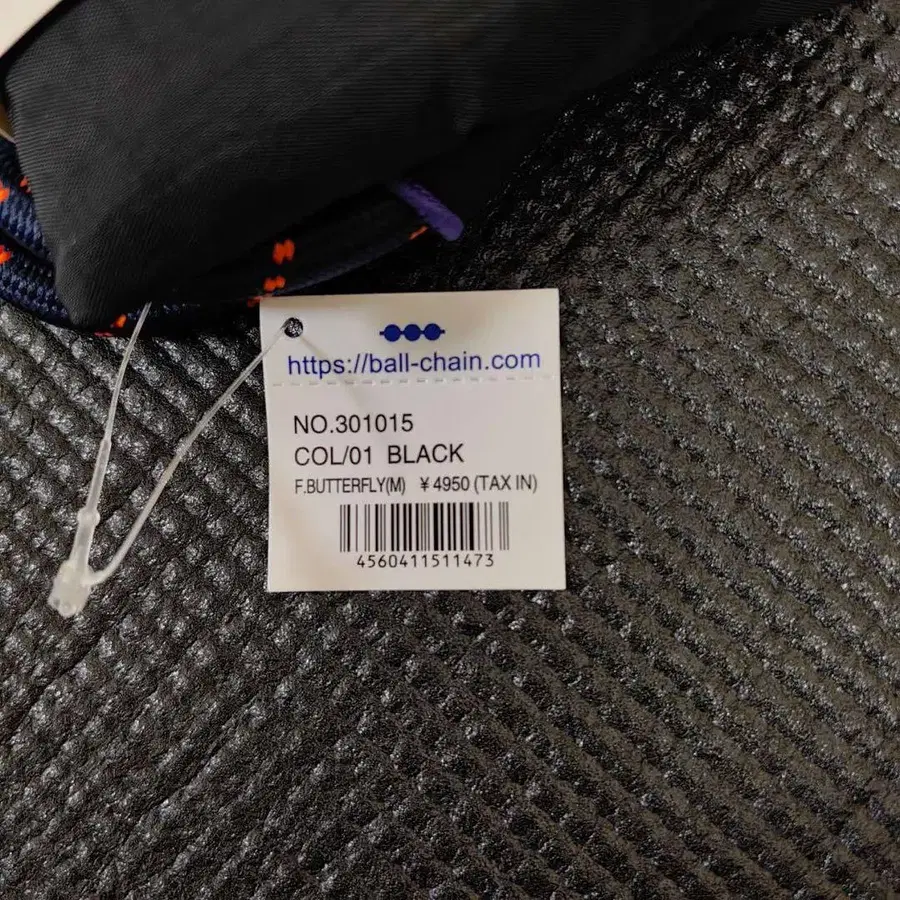 https://ball-chain.com
NO.301015
COL/01 BLACK
F.BUTTERFLY(M) ¥4950 (TAX IN)
4560411511473